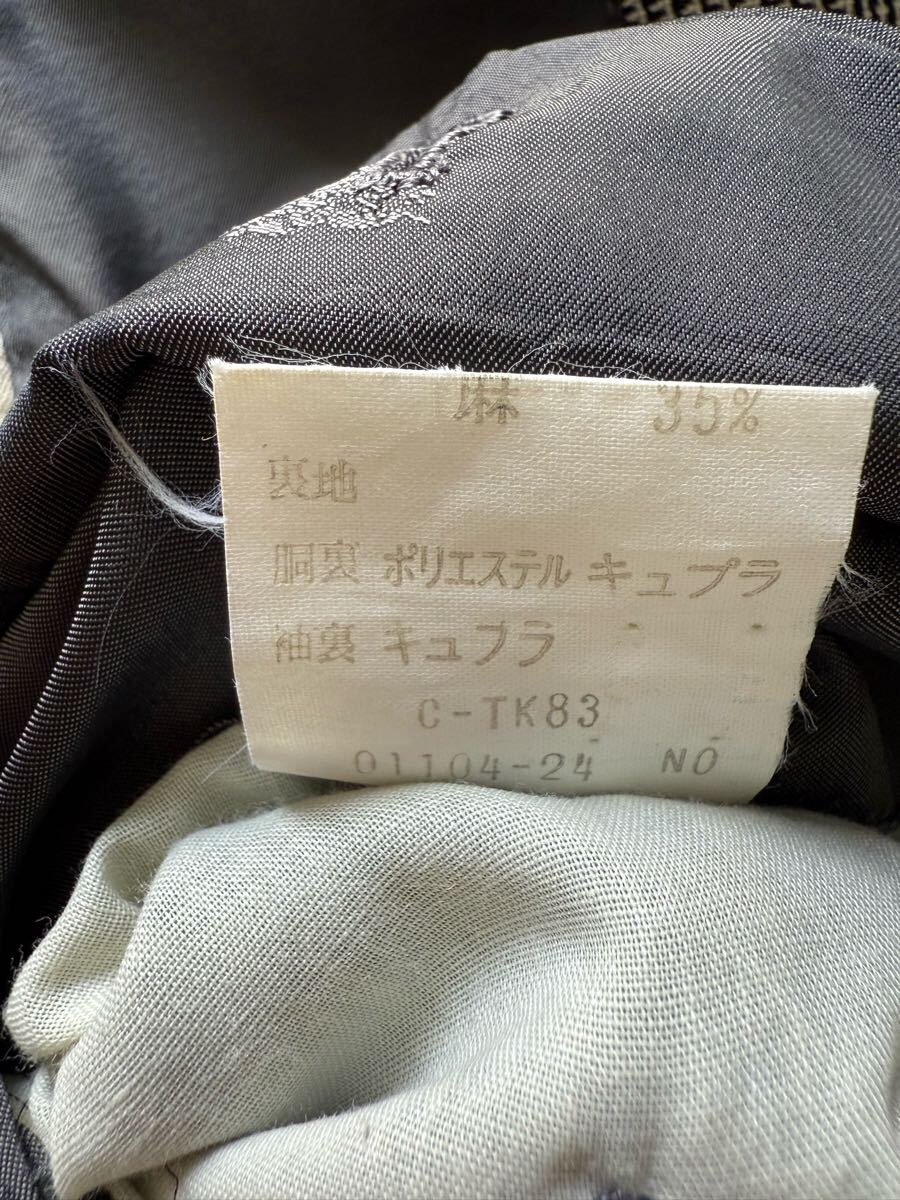 麻 35%
裏地
胴裏 ポリエステル キュプラ
袖裏 キュプラ
C-TK83
01104-24 NO